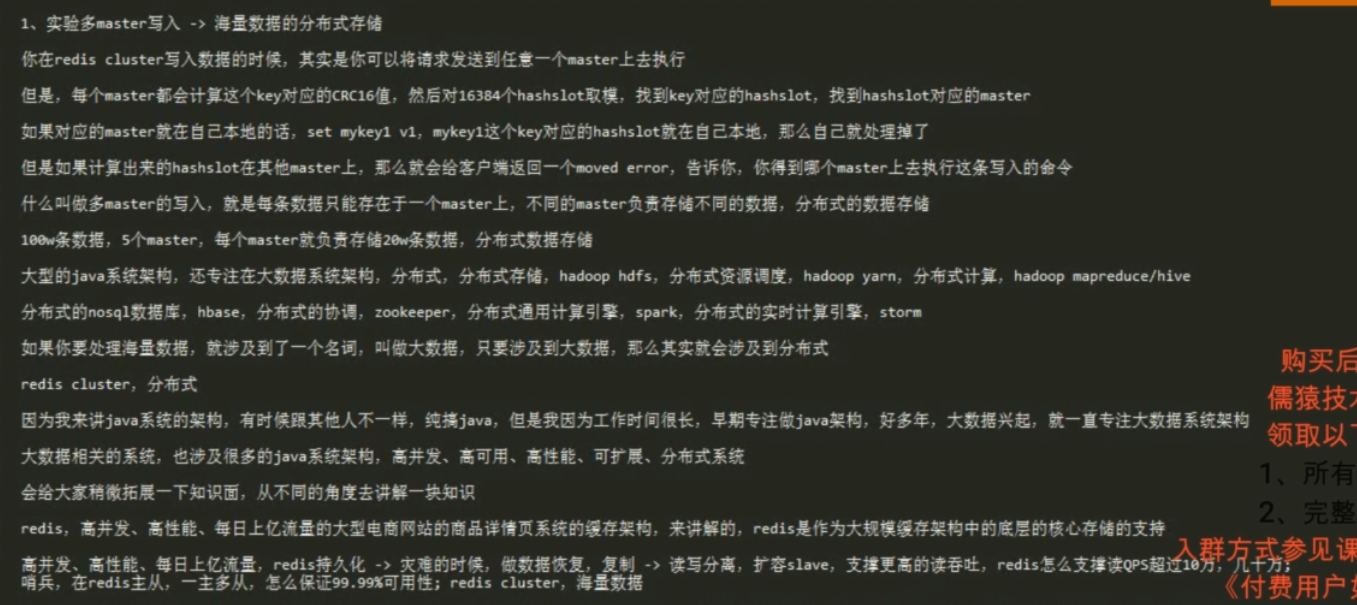 1、实验多master写入 -> 海量数据的分布式存储
你在redis cluster写入数据的时候，其实是你可以将请求发送到任意一个master上去执行
但是，每个master都会计算这个key对应的CRC16值，然后对16384个hashslot取模，找到key对应的hashslot，找到hashslot对应的master
如果对应的master就在自己本地的话，set mykey1 v1，mykey1这个key对应的hashslot就在自己本地，那么自己就处理掉了
但是如果计算出来的hashslot在其他master上，那么就会给客户端返回一个moved error，告诉你，你得到哪个master上去执行这条写入的命令
什么叫做多master的写入，就是每条数据只能存在于一个master上，不同的master负责存储不同的数据，分布式的数据存储
100w条数据，5个master，每个master就负责存储20w条数据，分布式数据存储
大型的java系统架构，还专注在大数据系统架构，分布式，分布式存储，hadoop hdfs，分布式资源调度，hadoop yarn，分布式计算，hadoop mapreduce/hive
分布式的nosql数据库，hbase，分布式的协调，zookeeper，分布式通用计算引擎，spark，分布式的实时计算引擎，storm
如果你要处理海量数据，就涉及到了一个名词，叫做大数据，只要涉及到大数据，那么其实就会涉及到分布式
redis cluster，分布式
因为我来讲java系统的架构，有时候跟其他人不一样，纯搞java，但是我因为工作时间很长，早期专注做java架构，好多年，大数据兴起，就一直专注大数据系统架构
大数据相关的系统，也涉及很多的java系统架构，高并发、高可用、高性能、可扩展、分布式系统
会给大家稍微拓展一下知识面，从不同的角度去讲解一块知识
redis，高并发、高性能、每日上亿流量的大型电商网站的商品详情页系统的缓存架构，来讲解的，redis是作为大规模缓存架构中的底层的核心存储的支持
高并发、高性能、每日上亿流量，redis持久化 -> 灾难的时候，做数据恢复，复制 -> 读写分离，扩容slave，支撑更高的读吞吐，redis怎么支撑读QPS超过10万，几十万；
哨兵，在redis主从，一主多从，怎么保证99.99%可用性；redis cluster，海量数据
购买后
儒猿技
领取以
1、所有
2、完整
入群方式参见课
《付费用户